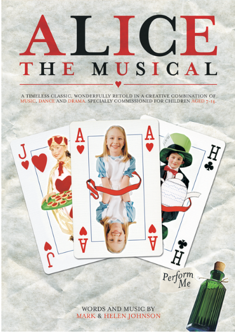 ALICE
THE MUSICAL
A TIMELESS CLASSIC, WONDERFULLY RETOLD IN A CREATIVE COMBINATION OF
MUSIC, DANCE AND DRAMA. SPECIALLY COMMISSIONED FOR CHILDREN AGED 7-14
J
A
A
H
Perform
Me
A
WORDS AND MUSIC BY
MARK & HELEN JOHNSON